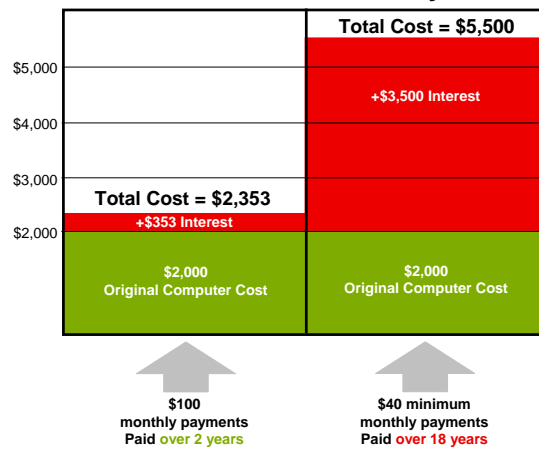 Total Cost = $5,500
$5,000
+$3,500 Interest
$4,000
$3,000
Total Cost = $2,353
+$353 Interest
$2,000
$2,000
Original Computer Cost
$2,000
Original Computer Cost
$100
monthly payments
Paid over 2 years
$40 minimum
monthly payments
Paid over 18 years